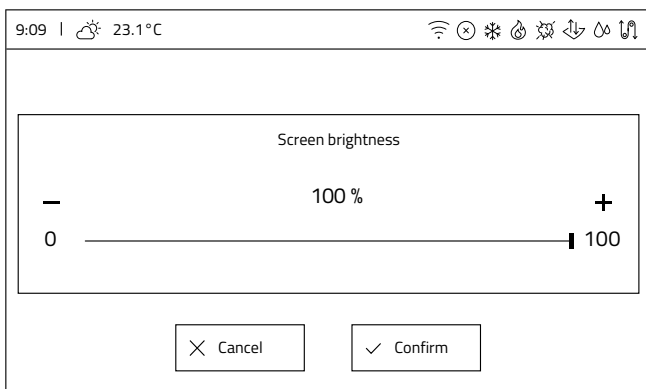 9:09 | 23.1°C
Screen brightness
100 %
− +
0 100
Cancel Confirm